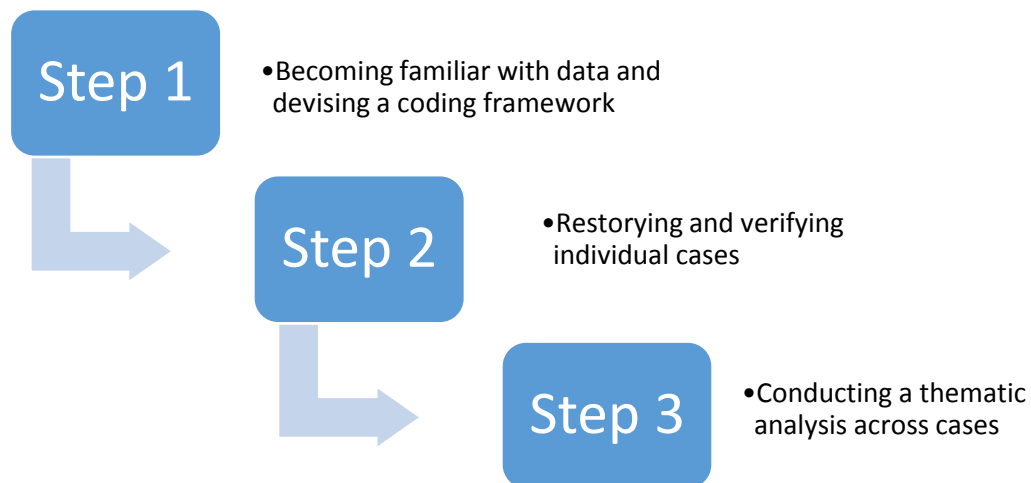 Step 1
•Becoming familiar with data and
devising a coding framework
Step 2
•Restorying and verifying
individual cases
Step 3
•Conducting a thematic
analysis across cases